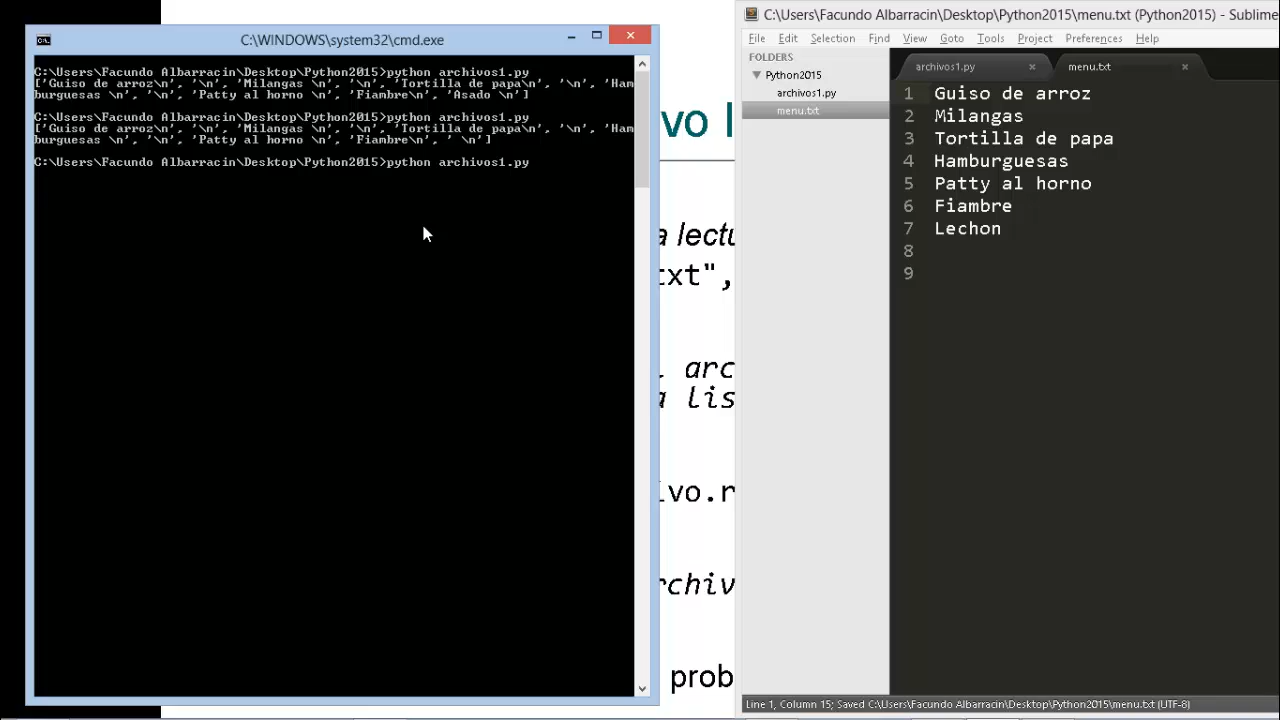 C:\WINDOWS\system32\cmd.exe
C:\Users\Facundo Albarracin\Desktop\Python2015>python archivos1.py
['Guiso de arroz\n', '\n', 'Milangas \n', '\n', 'Tortilla de papa\n', '\n', 'Ham
burguesas \n', '\n', 'Patty al horno \n', 'Fiambre\n', 'Asado \n']
C:\Users\Facundo Albarracin\Desktop\Python2015>python archivos1.py
['Guiso de arroz\n', '\n', 'Milangas \n', '\n', 'Tortilla de papa\n', '\n', 'Ham
burguesas \n', '\n', 'Patty al horno \n', 'Fiambre\n', ' \n']
C:\Users\Facundo Albarracin\Desktop\Python2015>python archivos1.py
vo l
a lectu
txt",
arc
a lis
ivo.r
rchiv
prob
C:\Users\Facundo Albarracin\Desktop\Python2015\menu.txt (Python2015) - Sublime
File Edit Selection Find View Goto Tools Project Preferences Help
FOLDERS
Python2015
archivos1.py
menu.txt
archivos1.py × menu.txt ×
1 Guiso de arroz
2 Milangas
3 Tortilla de papa
4 Hamburguesas
5 Patty al horno
6 Fiambre
7 Lechon
8
9
Line 1, Column 15; Saved C:\Users\Facundo Albarracin\Desktop\Python2015\menu.txt (UTF-8)